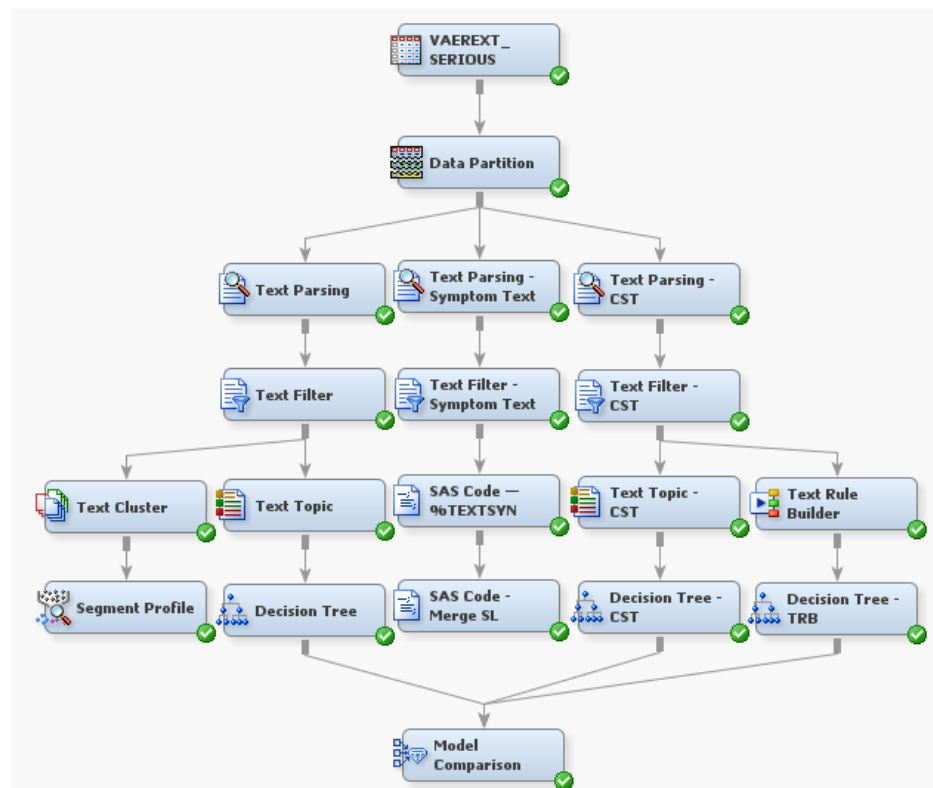 VAEREXT_
SERIOUS
Data Partition
Text Parsing
Text Parsing -
Symptom Text
Text Parsing -
CST
Text Filter
Text Filter -
Symptom Text
Text Filter -
CST
Text Cluster
Text Topic
SAS Code —
%TEXTSYN
Text Topic -
CST
Text Rule
Builder
Segment Profile
Decision Tree
SAS Code -
Merge SL
Decision Tree -
CST
Decision Tree -
TRB
Model
Comparison